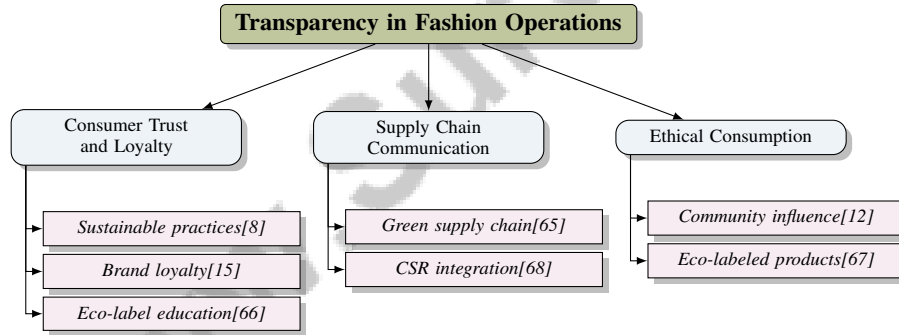 Transparency in Fashion Operations
Consumer Trust
and Loyalty
Sustainable practices[8]
Brand loyalty[15]
Eco-label education[66]
Supply Chain
Communication
Green supply chain[65]
CSR integration[68]
Ethical Consumption
Community influence[12]
Eco-labeled products[67]